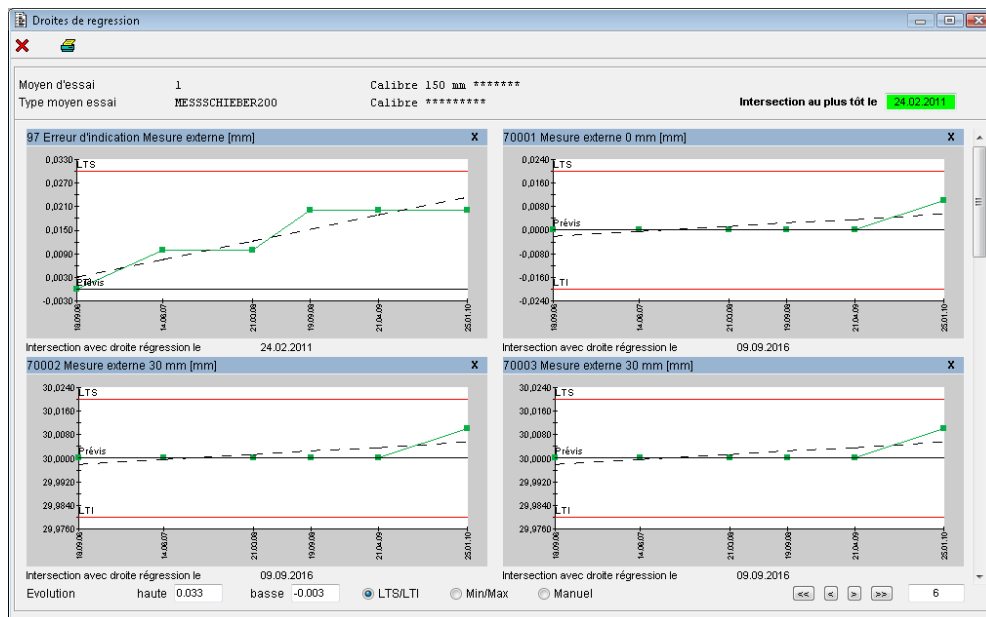 Droites de regression
Moyen d'essai 1 Calibre 150 mm *******
Type moyen essai MESSSCHIEBER200 Calibre *********
Intersection au plus tôt le 24.02.2011
97 Erreur d'indication Mesure externe [mm] X
0,0330
LTS
0,0270
0,0210
0,0150
0,0090
0,0030
Prévis
-0,0030
18.09.06 14.06.07 21.03.08 19.09.08 21.04.09 25.01.10
Intersection avec droite régression le 24.02.2011
70001 Mesure externe 0 mm [mm] X
0,0240
LTS
0,0160
0,0080
Prévis
0,0000
-0,0080
-0,0160
LTI
-0,0240
18.09.06 14.06.07 21.03.08 19.09.08 21.04.09 25.01.10
Intersection avec droite régression le 09.09.2016
70002 Mesure externe 30 mm [mm] X
30,0240
LTS
30,0160
30,0080
Prévis
30,0000
29,9920
29,9840
LTI
29,9760
18.09.06 14.06.07 21.03.08 19.09.08 21.04.09 25.01.10
Intersection avec droite régression le 09.09.2016
70003 Mesure externe 30 mm [mm] X
30,0240
LTS
30,0160
30,0080
Prévis
30,0000
29,9920
29,9840
LTI
29,9760
18.09.06 14.06.07 21.03.08 19.09.08 21.04.09 25.01.10
Intersection avec droite régression le 09.09.2016
Evolution haute 0.033 basse -0.003 LTS/LTI Min/Max Manuel << < > >> 6